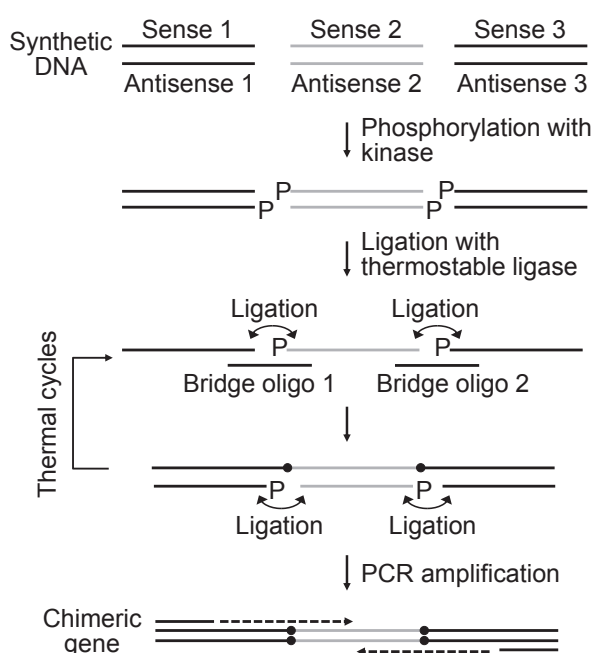 Synthetic
DNA
Sense 1
Sense 2
Sense 3
Antisense 1
Antisense 2
Antisense 3
Phosphorylation with
kinase
P
P
P
P
Ligation with
thermostable ligase
Ligation
Ligation
P
P
Bridge oligo 1
Bridge oligo 2
Thermal cycles
P
P
Ligation
Ligation
PCR amplification
Chimeric
gene